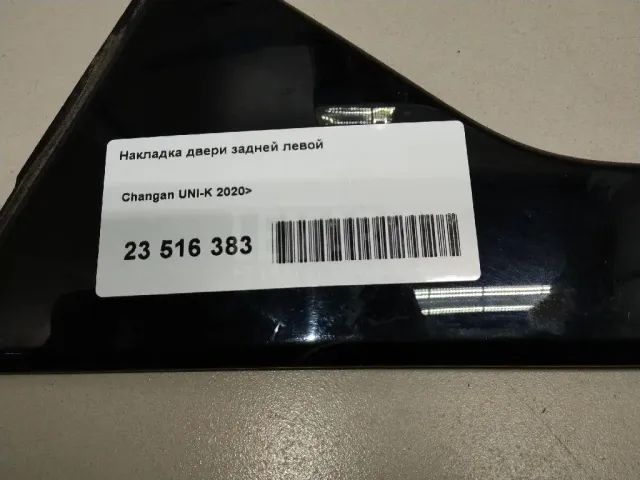 Накладка двери задней левой
Changan UNI-K 2020>
23 516 383